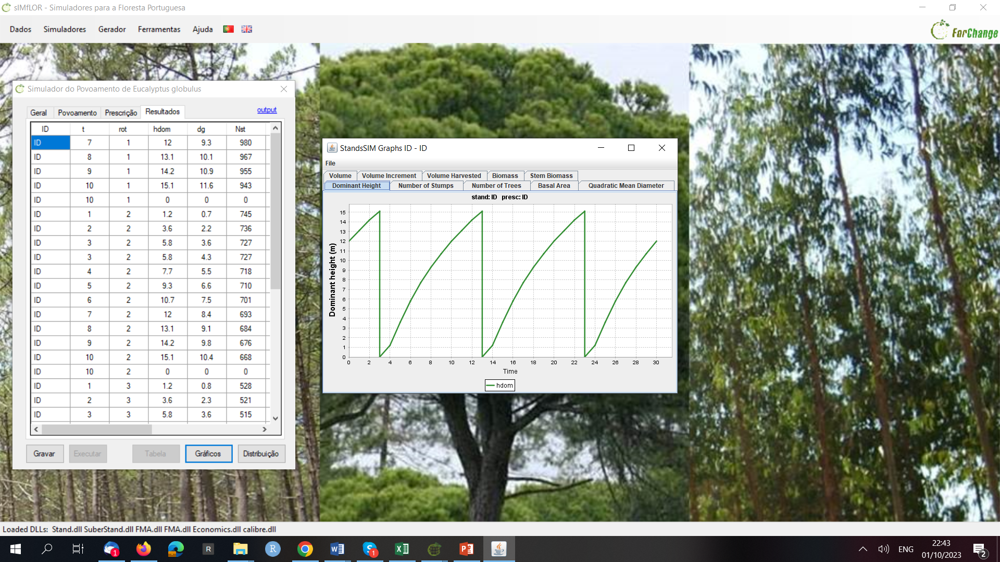 sIMfLOR - Simuladores para a Floresta Portuguesa
Dados Simuladores Gerador Ferramentas Ajuda
ForChange
Simulador do Povoamento de Eucalyptus globulus
Geral Povoamento Prescrição Resultados output
ID t rot hdom dg Nst
ID 7 1 12 9.3 980
ID 8 1 13.1 10.1 967
ID 9 1 14.2 10.9 955
ID 10 1 15.1 11.6 943
ID 10 1 0 0 0
ID 1 2 1.2 0.7 745
ID 2 2 3.6 2.2 736
ID 3 2 5.8 3.6 727
ID 3 2 5.8 4.3 727
ID 4 2 7.7 5.5 718
ID 5 2 9.3 6.6 710
ID 6 2 10.7 7.5 701
ID 7 2 12 8.4 693
ID 8 2 13.1 9.1 684
ID 9 2 14.2 9.8 676
ID 10 2 15.1 10.4 668
ID 10 2 0 0 0
ID 1 3 1.2 0.8 528
ID 2 3 3.6 2.3 521
ID 3 3 5.8 3.6 515
Gravar Executar Tabela Gráficos Distribuição
StandsSIM Graphs ID - ID
File
Volume Volume Increment Volume Harvested Biomass Stem Biomass
Dominant Height Number of Stumps Number of Trees Basal Area Quadratic Mean Diameter
stand: ID presc: ID
Dominant height (m)
15
14
13
12
11
10
9
8
7
6
5
4
3
2
1
0
0 2 4 6 8 10 12 14 16 18 20 22 24 26 28 30
Time
hdom
Loaded DLLs: Stand.dll SuberStand.dll FMA.dll FMA.dll Economics.dll calibre.dll
1 R R W S 1 X P ENG
22:43
01/10/2023
2